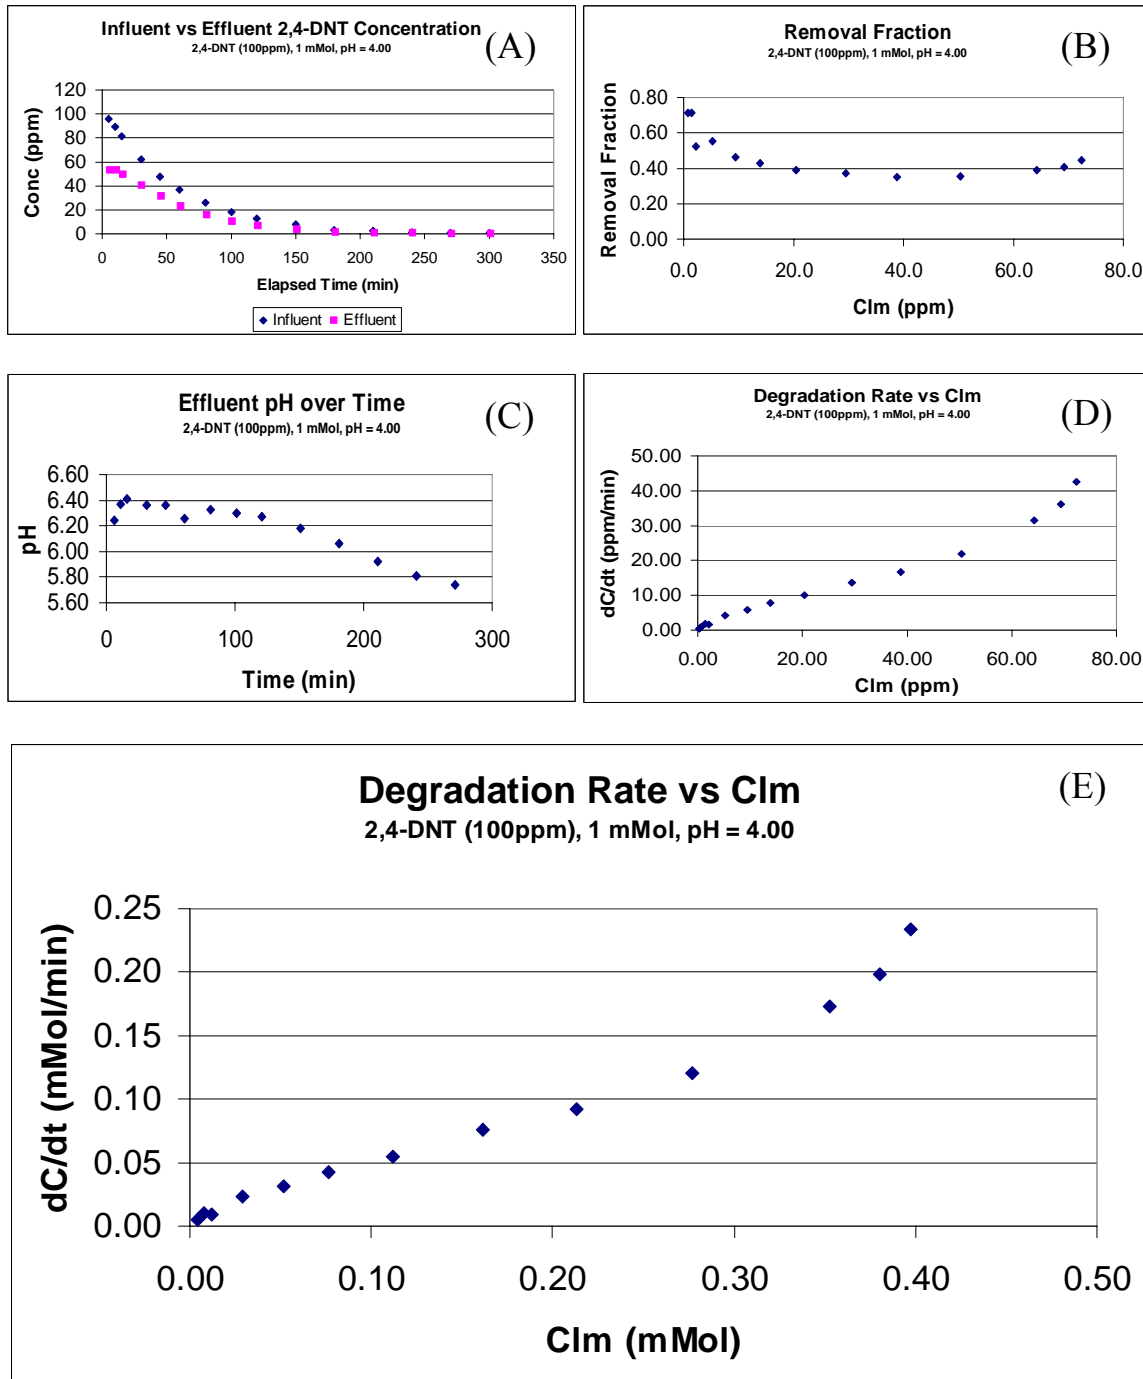 Influent vs Effluent 2,4-DNT Concentration
2,4-DNT (100ppm), 1 mMol, pH = 4.00
(A)
120
100
80
60
40
20
0
Conc (ppm)
0 50 100 150 200 250 300 350
Elapsed Time (min)
Influent Effluent
Removal Fraction
2,4-DNT (100ppm), 1 mMol, pH = 4.00
(B)
0.80
0.60
0.40
0.20
0.00
Removal Fraction
0.0 20.0 40.0 60.0 80.0
Clm (ppm)
Effluent pH over Time
2,4-DNT (100ppm), 1 mMol, pH = 4.00
(C)
6.60
6.40
6.20
6.00
5.80
5.60
pH
0 100 200 300
Time (min)
Degradation Rate vs Clm
2,4-DNT (100ppm), 1 mMol, pH = 4.00
(D)
50.00
40.00
30.00
20.00
10.00
0.00
dC/dt (ppm/min)
0.00 20.00 40.00 60.00 80.00
Clm (ppm)
Degradation Rate vs Clm
2,4-DNT (100ppm), 1 mMol, pH = 4.00
(E)
0.25
0.20
0.15
0.10
0.05
0.00
dC/dt (mMol/min)
0.00 0.10 0.20 0.30 0.40 0.50
Clm (mMol)